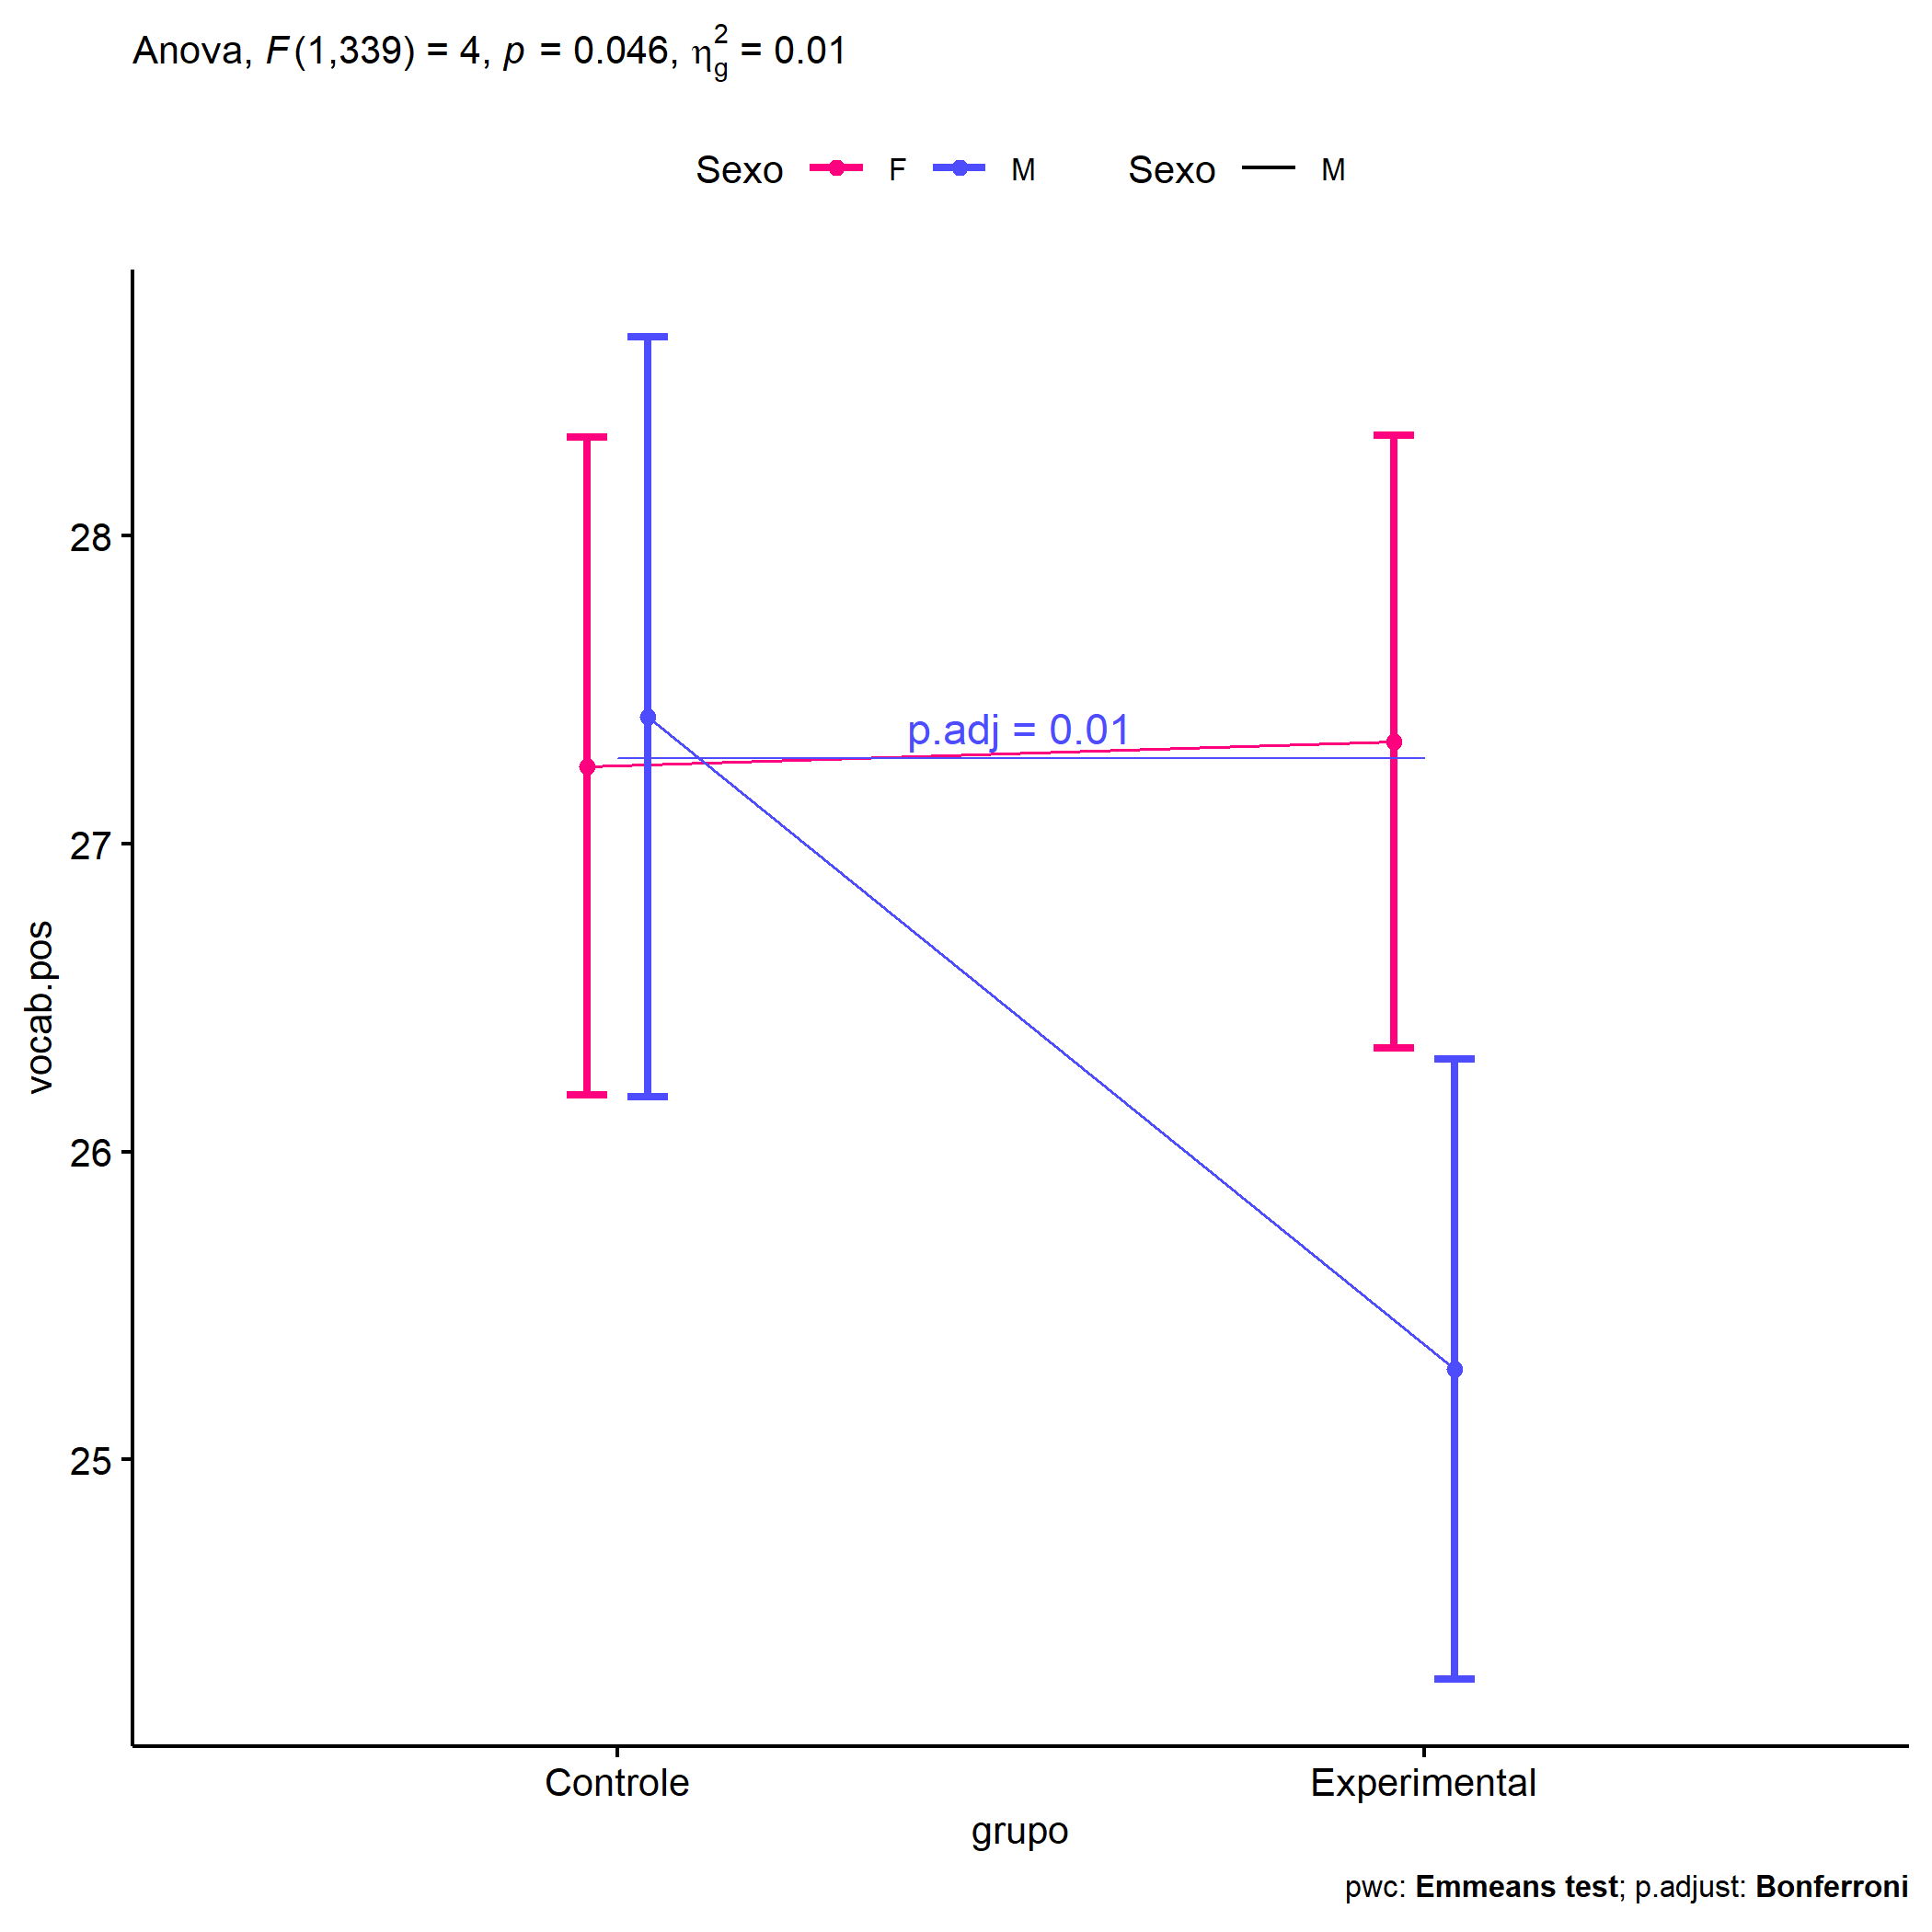 Anova, F(1,339) = 4, p = 0.046, η²g = 0.01
Sexo F M Sexo M
28
27
26
25
vocab.pos
p.adj = 0.01
Controle Experimental
grupo
pwc: Emmeans test; p.adjust: Bonferroni